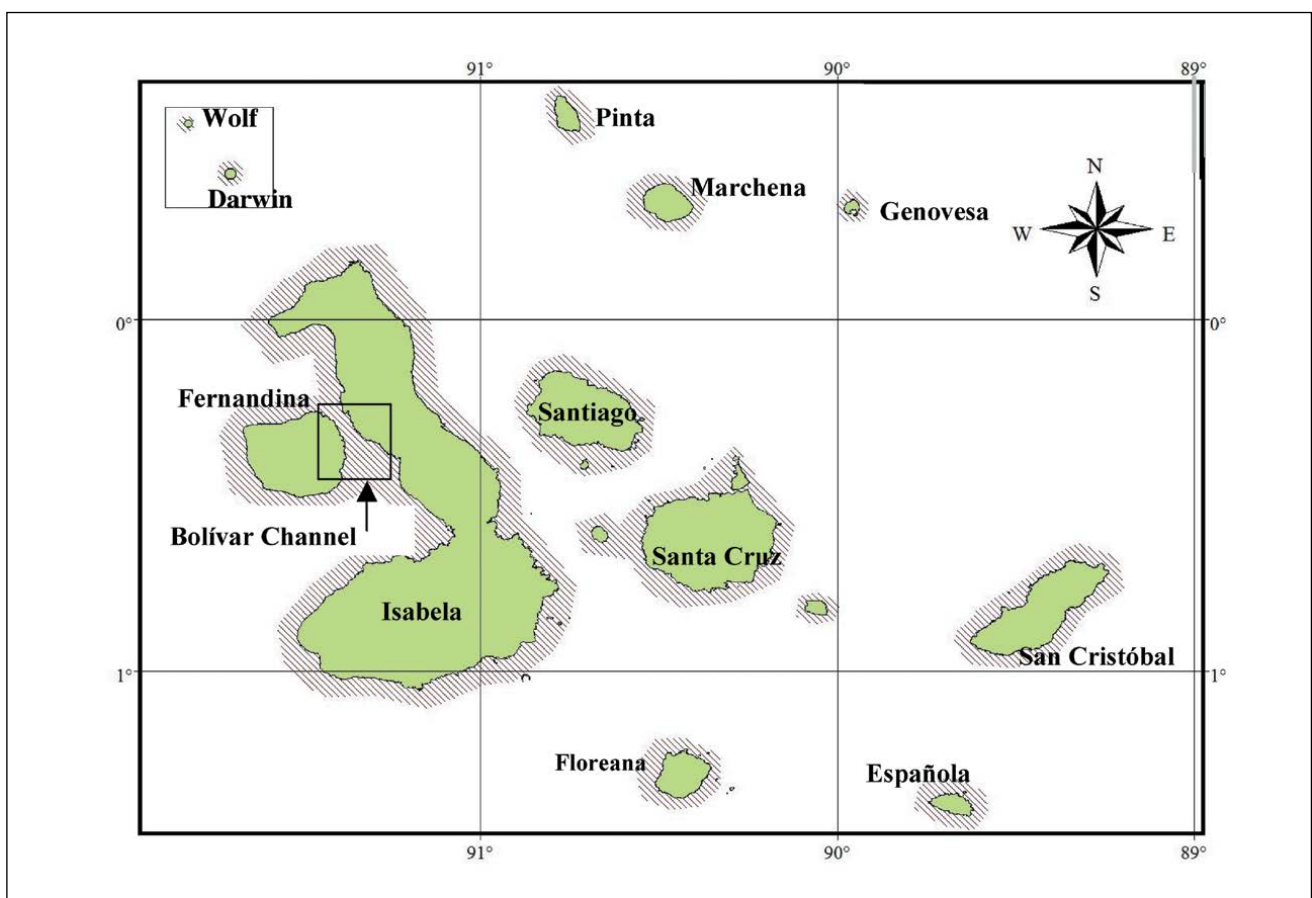 91°
90°
89°
Wolf
Pinta
Darwin
Marchena
Genovesa
N
W
E
S
0°
0°
Fernandina
Santiago
Bolívar Channel
Santa Cruz
Isabela
San Cristóbal
1°
1°
Floreana
Española
91°
90°
89°